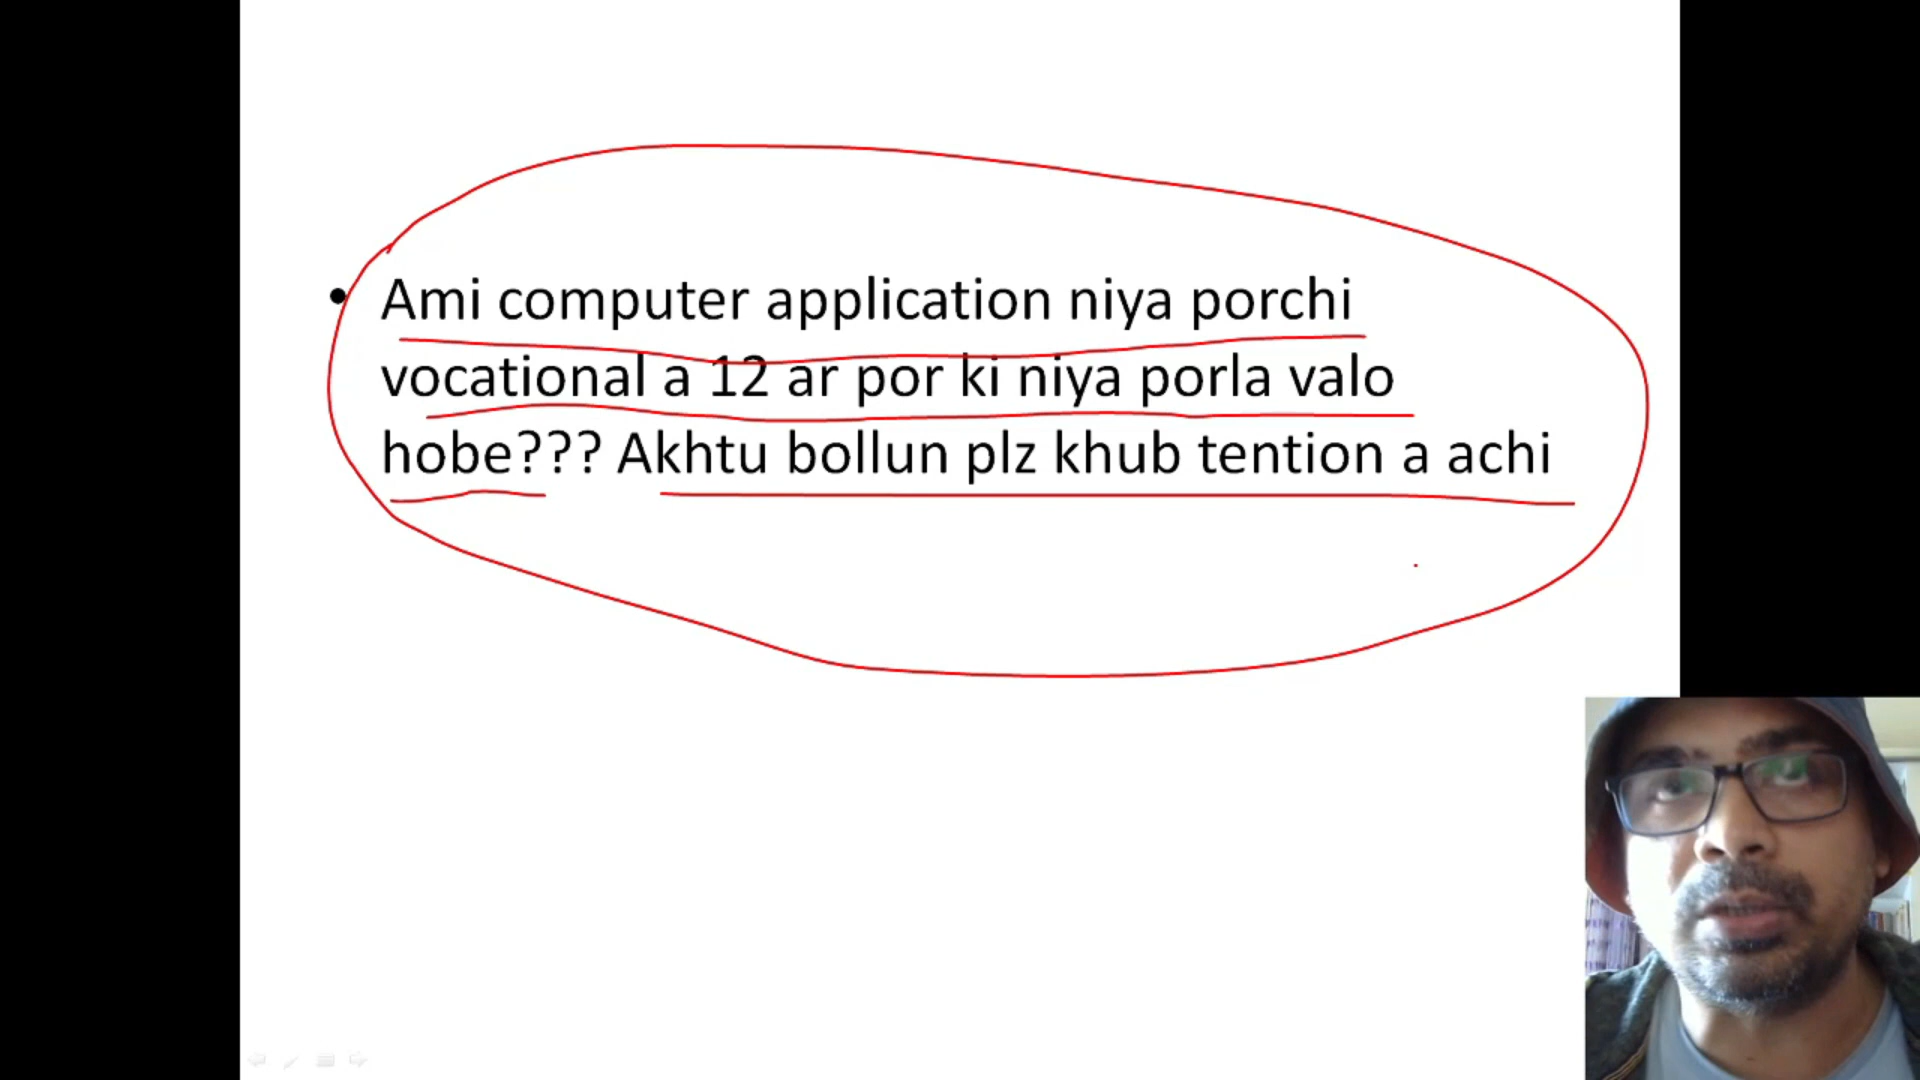 • Ami computer application niya porchi
vocational a 12 ar por ki niya porla valo
hobe??? Akhtu bollun plz khub tention a achi